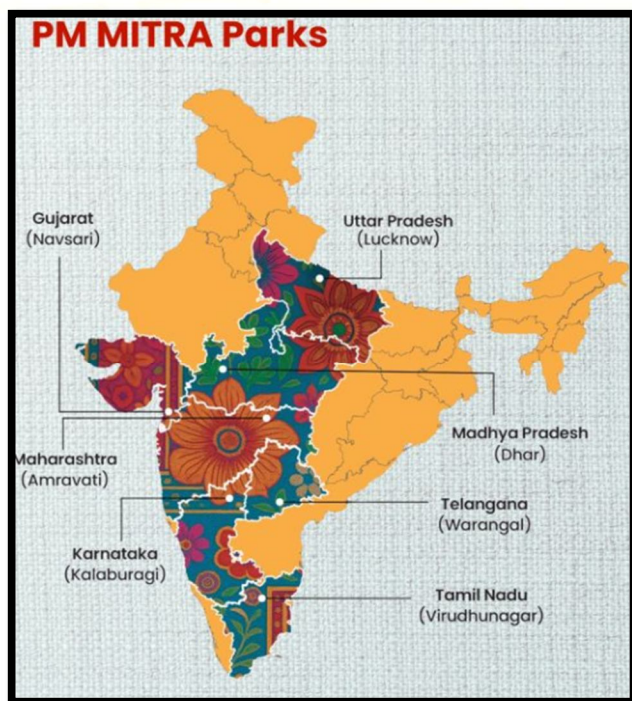 PM MITRA Parks
Gujarat
(Navsari)
Uttar Pradesh
(Lucknow)
Madhya Pradesh
(Dhar)
Maharashtra
(Amravati)
Telangana
(Warangal)
Karnataka
(Kalaburagi)
Tamil Nadu
(Virudhunagar)